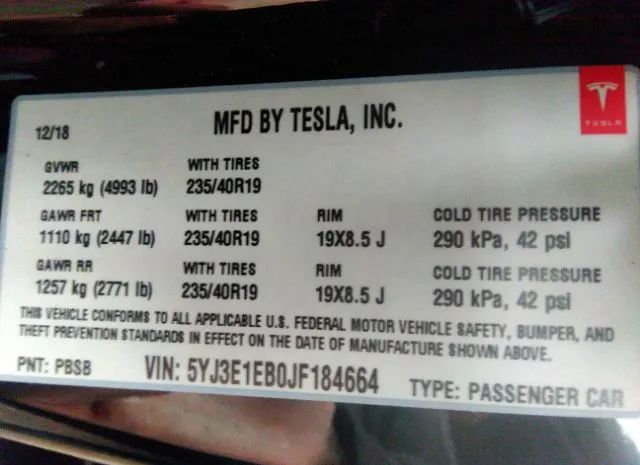 12/18
MFD BY TESLA, INC.
TESLA
GVWR WITH TIRES
2265 kg (4993 lb) 235/40R19
GAWR FRT WITH TIRES RIM COLD TIRE PRESSURE
1110 kg (2447 lb) 235/40R19 19X8.5 J 290 kPa, 42 psi
GAWR RR WITH TIRES RIM COLD TIRE PRESSURE
1257 kg (2771 lb) 235/40R19 19X8.5 J 290 kPa, 42 psi
THIS VEHICLE CONFORMS TO ALL APPLICABLE U.S. FEDERAL MOTOR VEHICLE SAFETY, BUMPER, AND
THEFT PREVENTION STANDARDS IN EFFECT ON THE DATE OF MANUFACTURE SHOWN ABOVE.
PNT: PBSB VIN: 5YJ3E1EB0JF184664 TYPE: PASSENGER CAR